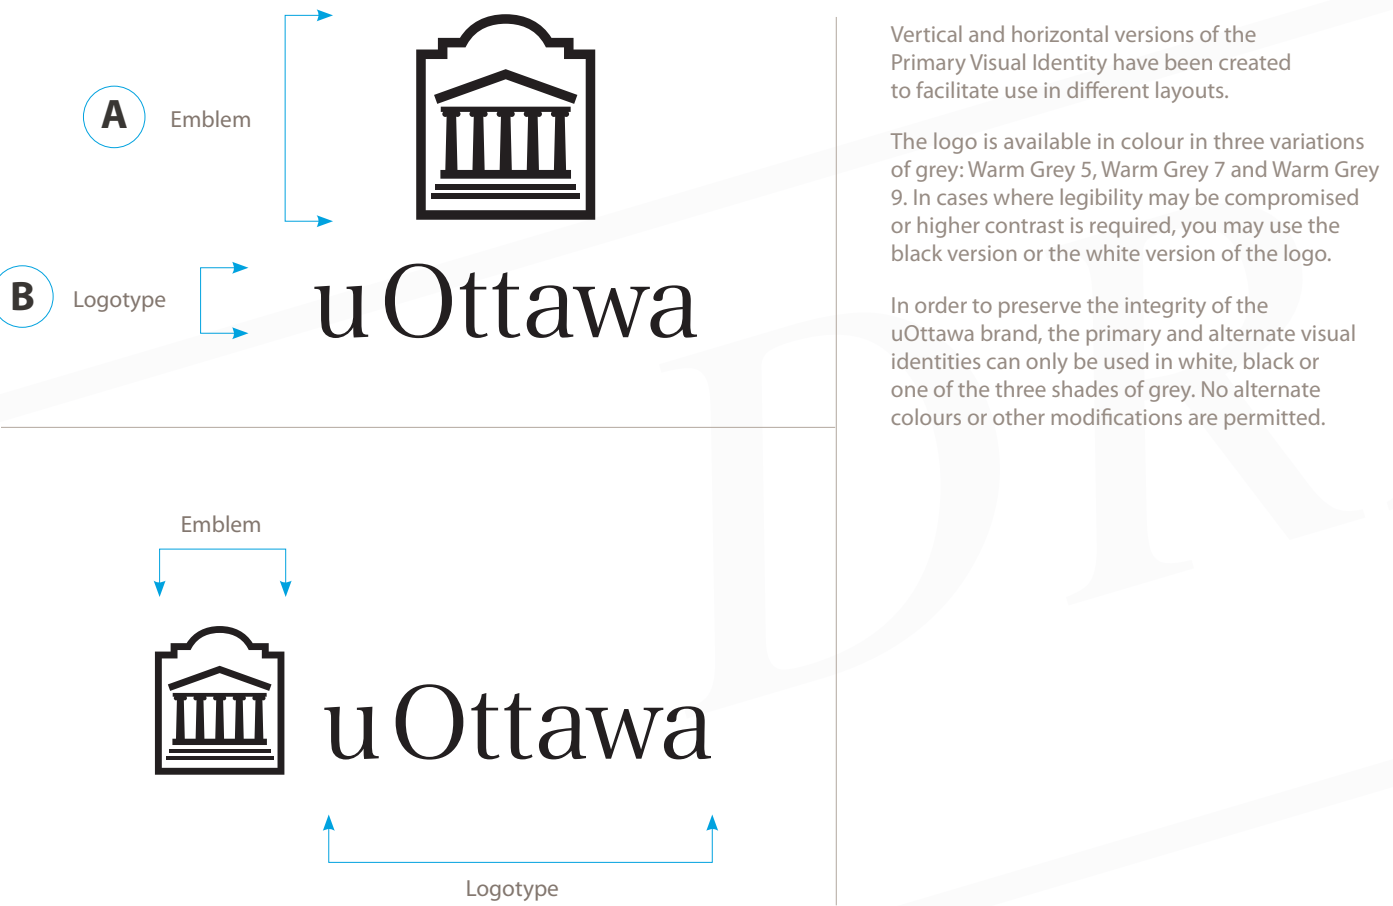 A
Emblem
B
Logotype
uOttawa
Emblem
uOttawa
Logotype
Vertical and horizontal versions of the
Primary Visual Identity have been created
to facilitate use in different layouts.
The logo is available in colour in three variations
of grey: Warm Grey 5, Warm Grey 7 and Warm Grey
9. In cases where legibility may be compromised
or higher contrast is required, you may use the
black version or the white version of the logo.
In order to preserve the integrity of the
uOttawa brand, the primary and alternate visual
identities can only be used in white, black or
one of the three shades of grey. No alternate
colours or other modifications are permitted.
DR